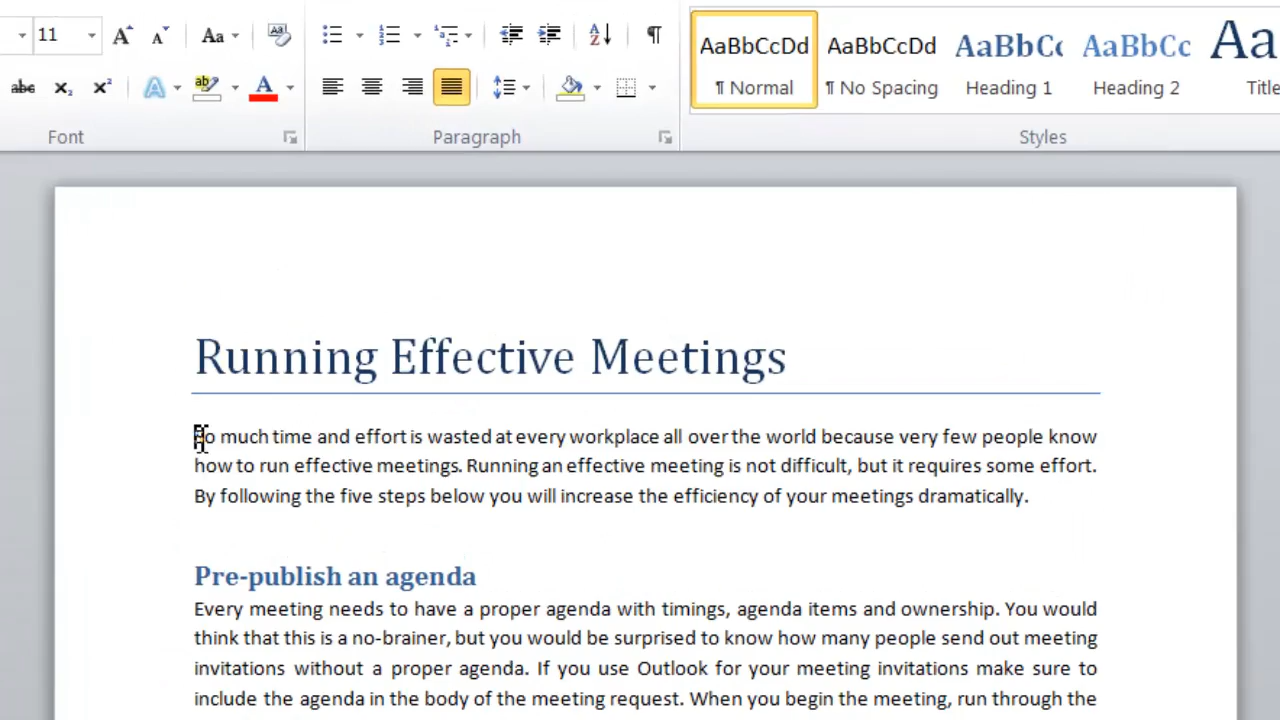 11 Aa
abc X₂ X² A ab A A Z ¶
Font Paragraph Styles
AaBbCcDd AaBbCcDd AaBbCc AaBbCc Aa
¶ Normal ¶ No Spacing Heading 1 Heading 2 Title
Running Effective Meetings
So much time and effort is wasted at every workplace all over the world because very few people know
how to run effective meetings. Running an effective meeting is not difficult, but it requires some effort.
By following the five steps below you will increase the efficiency of your meetings dramatically.
Pre-publish an agenda
Every meeting needs to have a proper agenda with timings, agenda items and ownership. You would
think that this is a no-brainer, but you would be surprised to know how many people send out meeting
invitations without a proper agenda. If you use Outlook for your meeting invitations make sure to
include the agenda in the body of the meeting request. When you begin the meeting, run through the